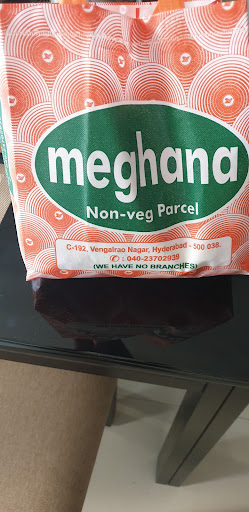 meghana
Non-veg Parcel
C-192, Vengalrao Nagar, Hyderabad - 500 038.
✆ : 040-23702939
(WE HAVE NO BRANCHES)